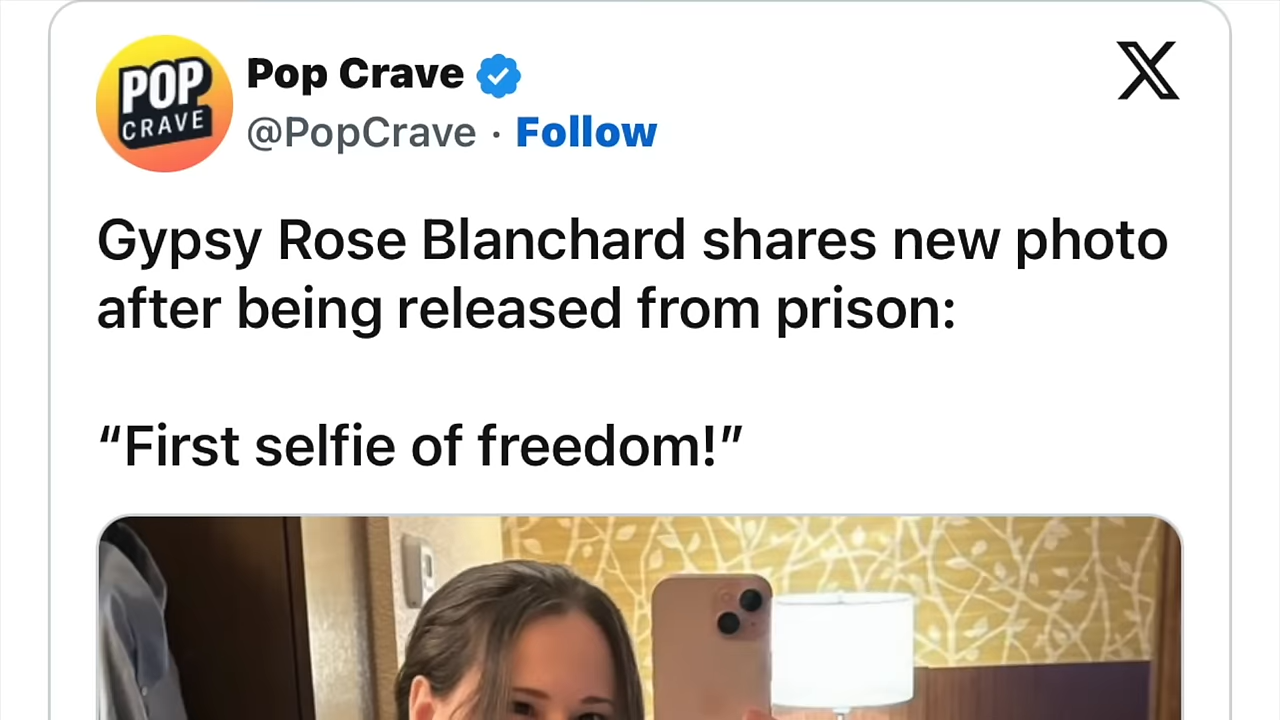 POP
CRAVE
Pop Crave
@PopCrave · Follow
Gypsy Rose Blanchard shares new photo
after being released from prison:
“First selfie of freedom!”